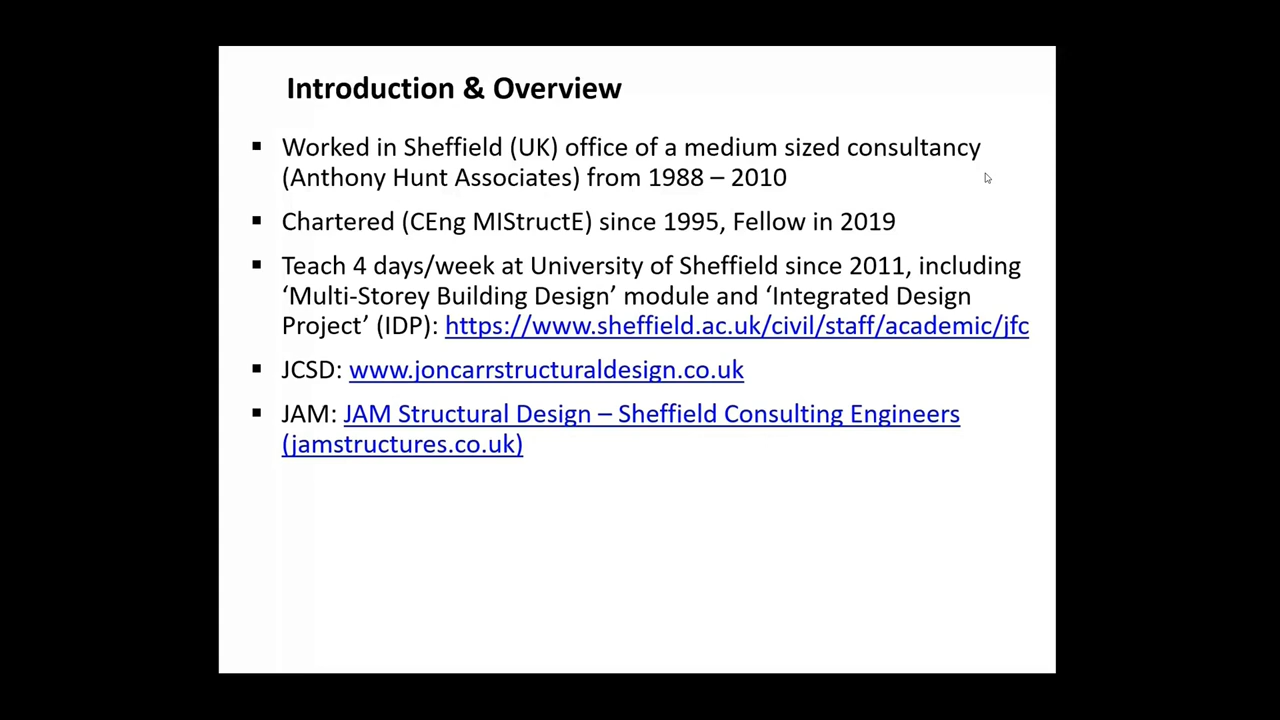 Introduction & Overview
▪ Worked in Sheffield (UK) office of a medium sized consultancy
(Anthony Hunt Associates) from 1988 – 2010
▪ Chartered (CEng MIStructE) since 1995, Fellow in 2019
▪ Teach 4 days/week at University of Sheffield since 2011, including
‘Multi-Storey Building Design’ module and ‘Integrated Design
Project’ (IDP): https://www.sheffield.ac.uk/civil/staff/academic/jfc
▪ JCSD: www.joncarrstructuraldesign.co.uk
▪ JAM: JAM Structural Design – Sheffield Consulting Engineers
(jamstructures.co.uk)